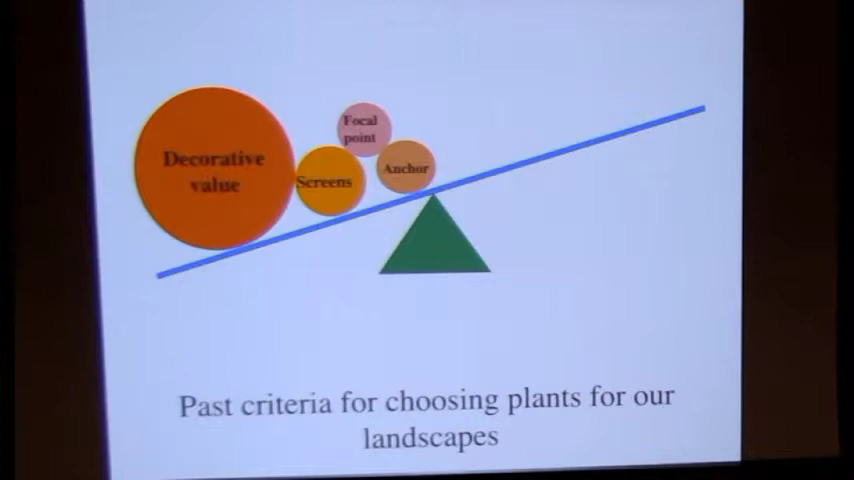 Decorative
value
Screens
Focal
point
Anchor
Past criteria for choosing plants for our
landscapes